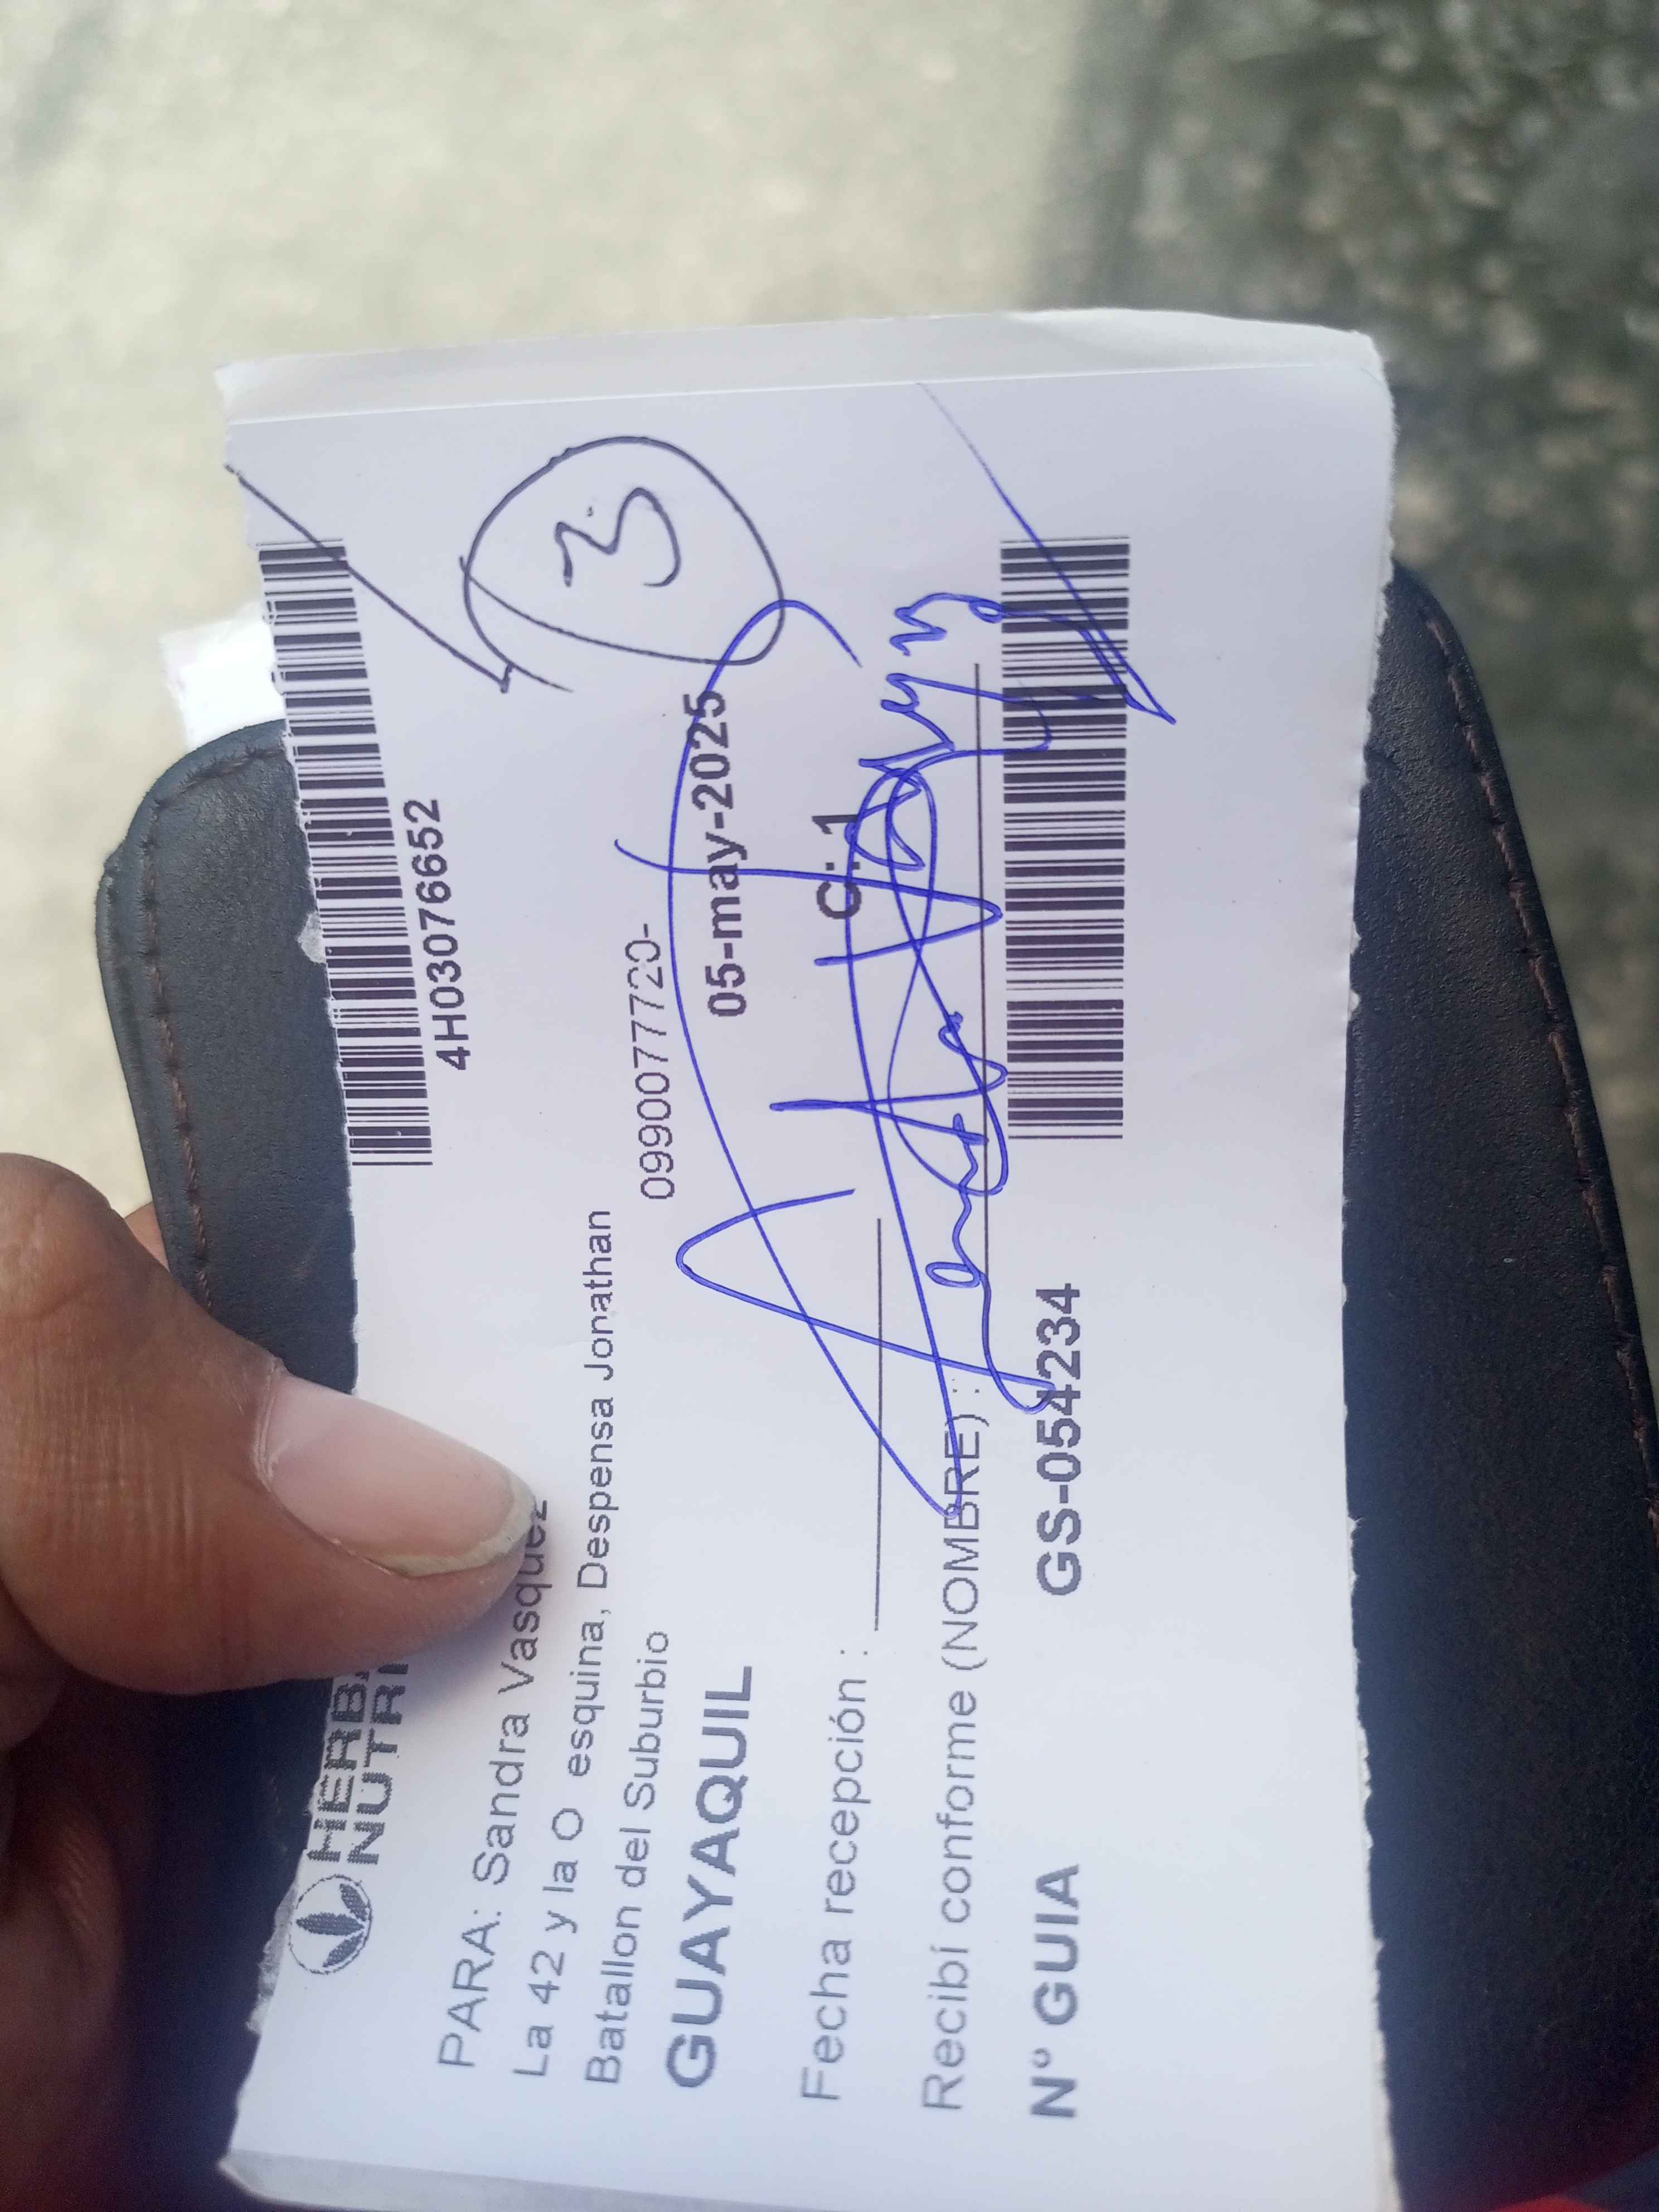 HERB
NUTRI
4H03076652
3
PARA: Sandra Vasquez
La 42 y la O esquina, Despensa Jonathan
Batallon del Suburbio
0990077720-
GUAYAQUIL
05-may-2025
Fecha recepción :
C: 1
Recibí conforme (NOMBRE) :
N° GUIA GS-054234